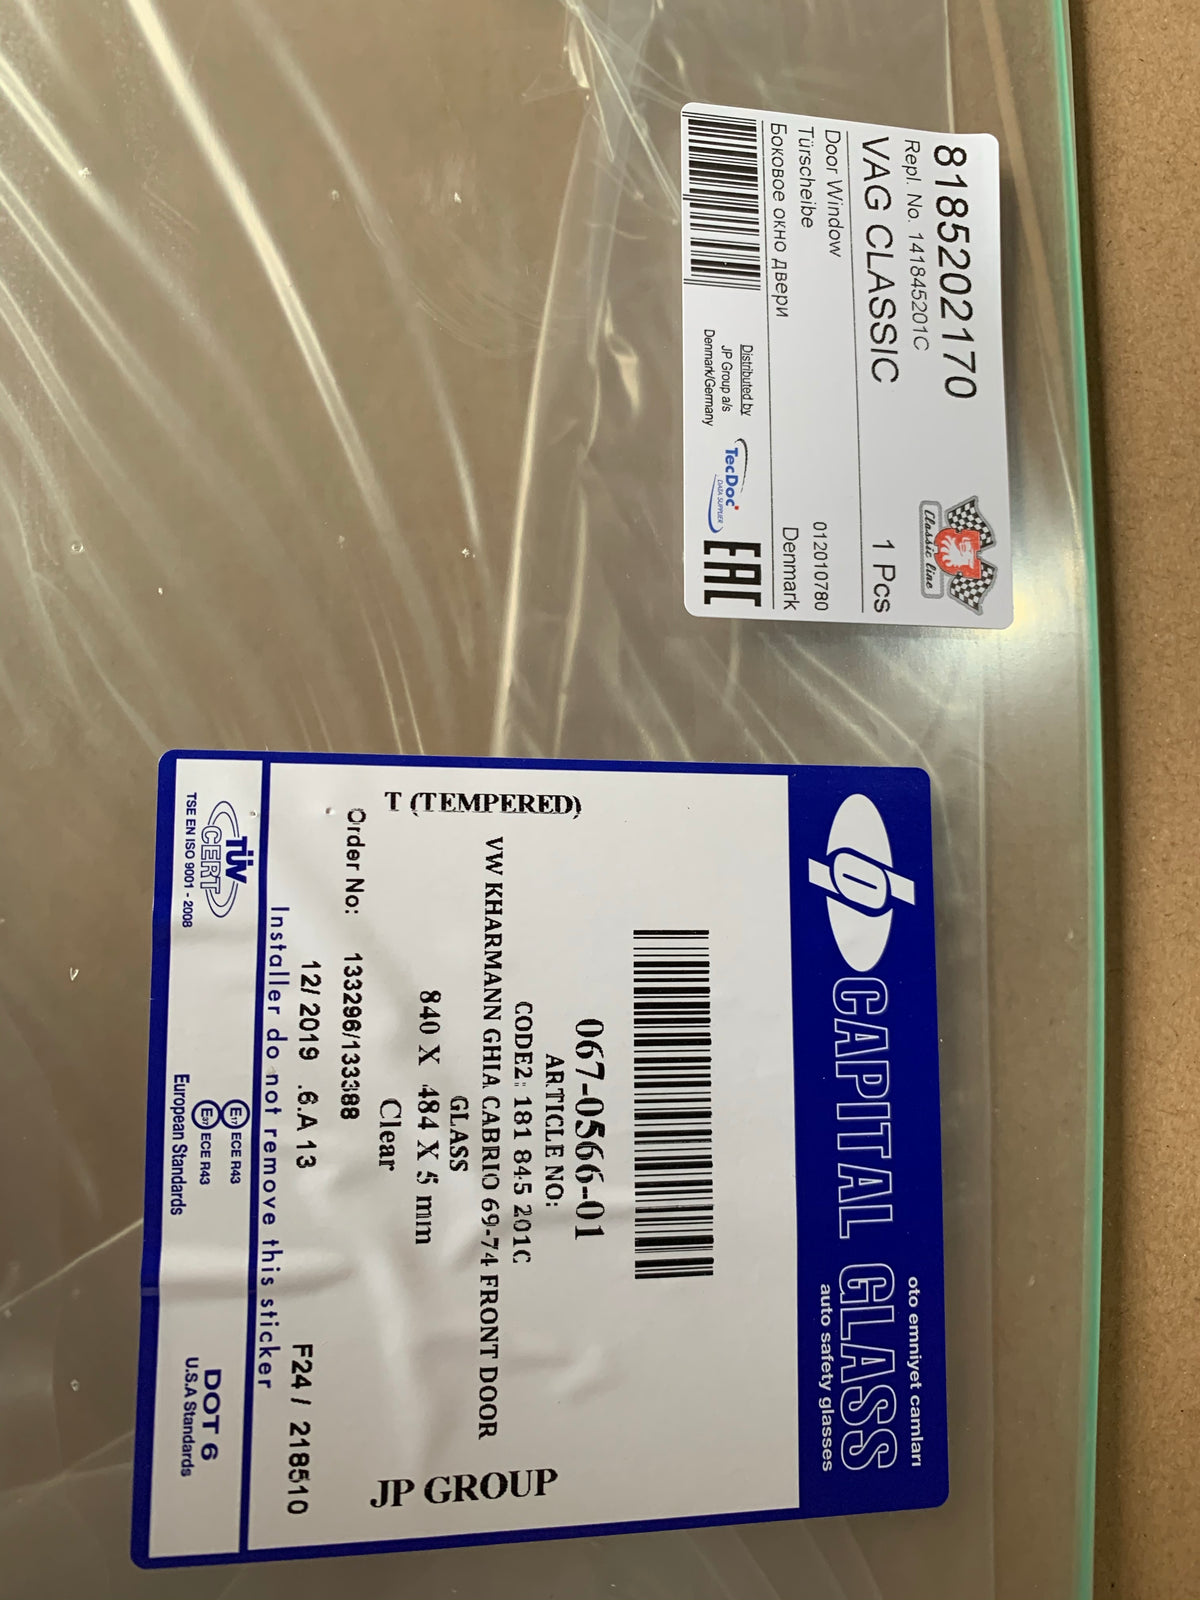 8185202170
Repl. No. 141845201C
Classic line
VAG CLASSIC 1 Pcs
Door Window 012010780
Türscheibe Denmark
Боковое окно двери
Distributed by
JP Group a/s
Denmark/Germany
TecDoc
DATA SUPPLIER
EAC
CAPITAL GLASS
oto emniyet camları
auto safety glasses
067-0566-01
ARTICLE NO:
CODE2: 181 845 201C
VW KHARMANN GHIA CABRIO 69-74 FRONT DOOR
GLASS
840 X 484 X 5 mm
Clear
T (TEMPERED)
JP GROUP
Order No: 133296/133388
12/ 2019 .6.A 13 F24 / 218510
Installer do not remove this sticker
TÜV
CERT
TSE EN ISO 9001 - 2008
E17 ECE R43
E37 ECE R43
European Standards
DOT 6
U.S.A Standards